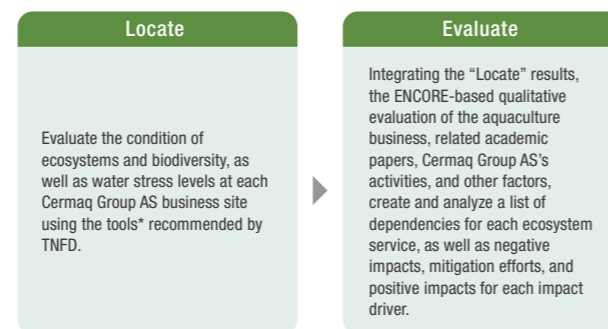 Locate
Evaluate the condition of
ecosystems and biodiversity, as
well as water stress levels at each
Cermaq Group AS business site
using the tools* recommended by
TNFD.
Evaluate
Integrating the “Locate” results,
the ENCORE-based qualitative
evaluation of the aquaculture
business, related academic
papers, Cermaq Group AS’s
activities, and other factors,
create and analyze a list of
dependencies for each ecosystem
service, as well as negative
impacts, mitigation efforts, and
positive impacts for each impact
driver.